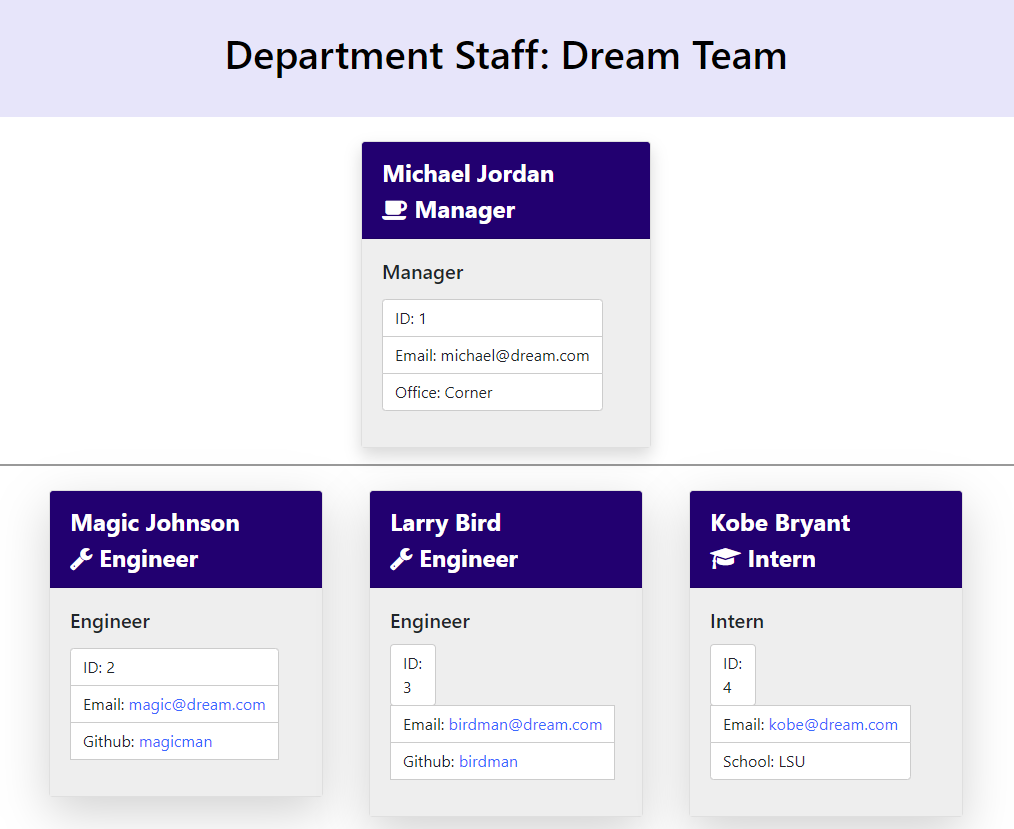 Department Staff: Dream Team
Michael Jordan
Manager
Manager
ID: 1
Email: michael@dream.com
Office: Corner
Magic Johnson
Engineer
Engineer
ID: 2
Email: magic@dream.com
Github: magicman
Larry Bird
Engineer
Engineer
ID:
3
Email: birdman@dream.com
Github: birdman
Kobe Bryant
Intern
Intern
ID:
4
Email: kobe@dream.com
School: LSU